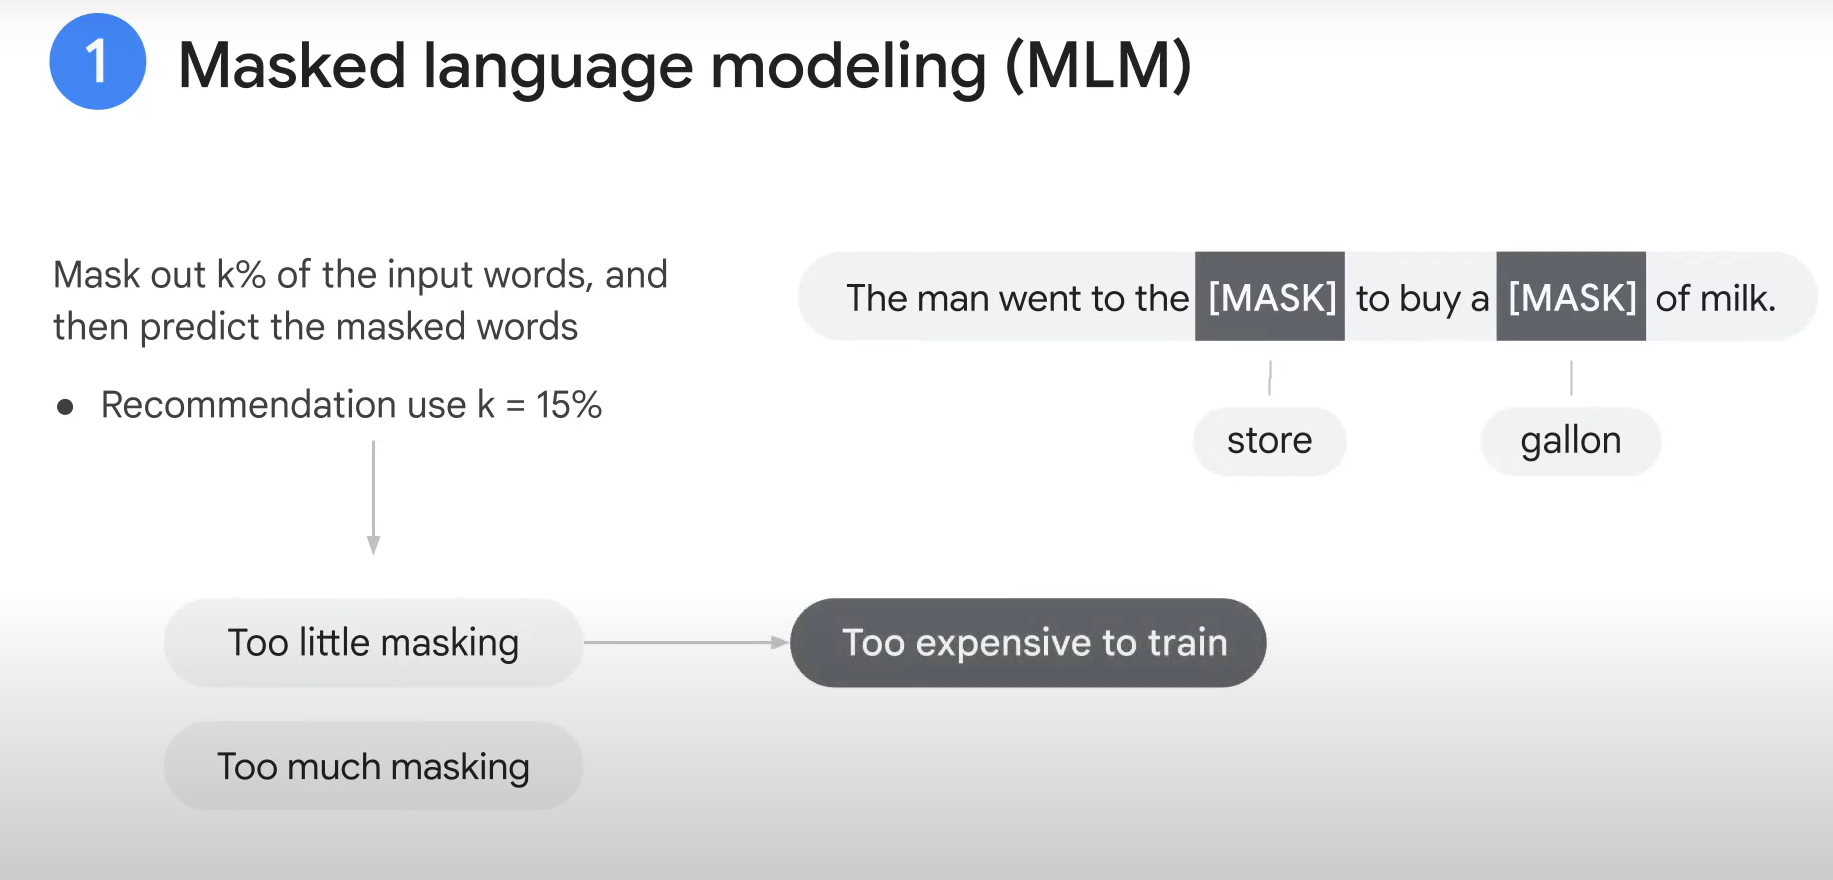 1 Masked language modeling (MLM)
Mask out k% of the input words, and
then predict the masked words
● Recommendation use k = 15%
The man went to the [MASK] to buy a [MASK] of milk.
store
gallon
Too little masking
Too expensive to train
Too much masking